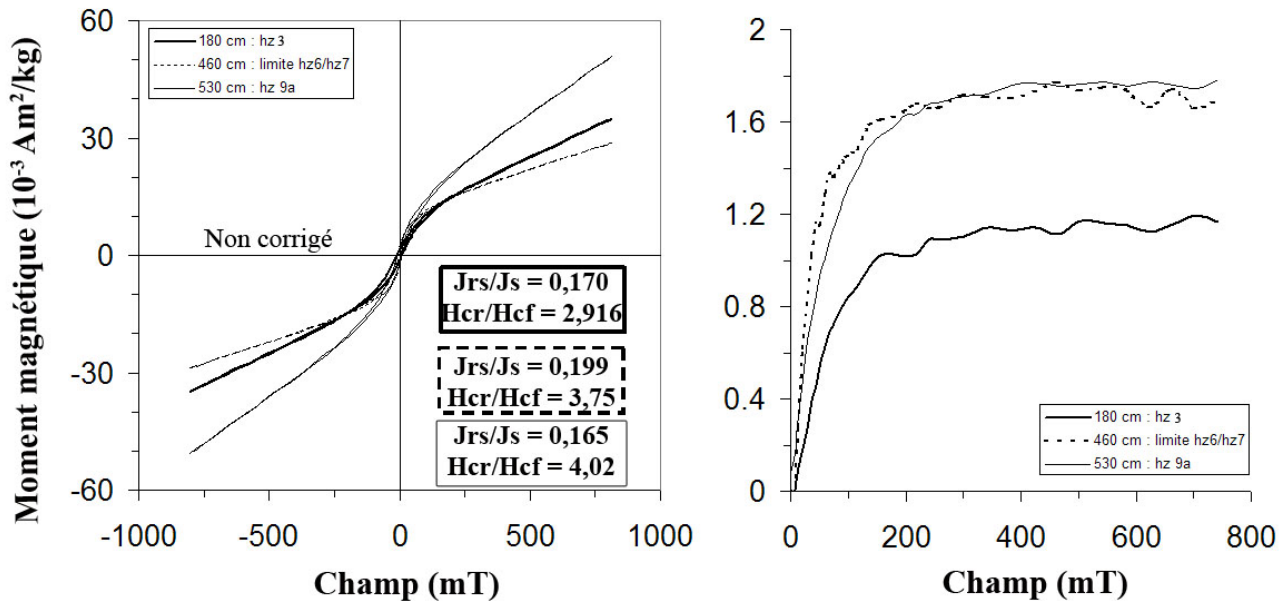 Moment magnétique (10⁻³ Am²/kg)
60
30
0
-30
-60
180 cm : hz 3
460 cm : limite hz6/hz7
530 cm : hz 9a
Non corrigé
Jrs/Js = 0,170
Hcr/Hcf = 2,916
Jrs/Js = 0,199
Hcr/Hcf = 3,75
Jrs/Js = 0,165
Hcr/Hcf = 4,02
-1000 -500 0 500 1000
Champ (mT)
2
1.6
1.2
0.8
0.4
0
180 cm : hz 3
460 cm : limite hz6/hz7
530 cm : hz 9a
0 200 400 600 800
Champ (mT)